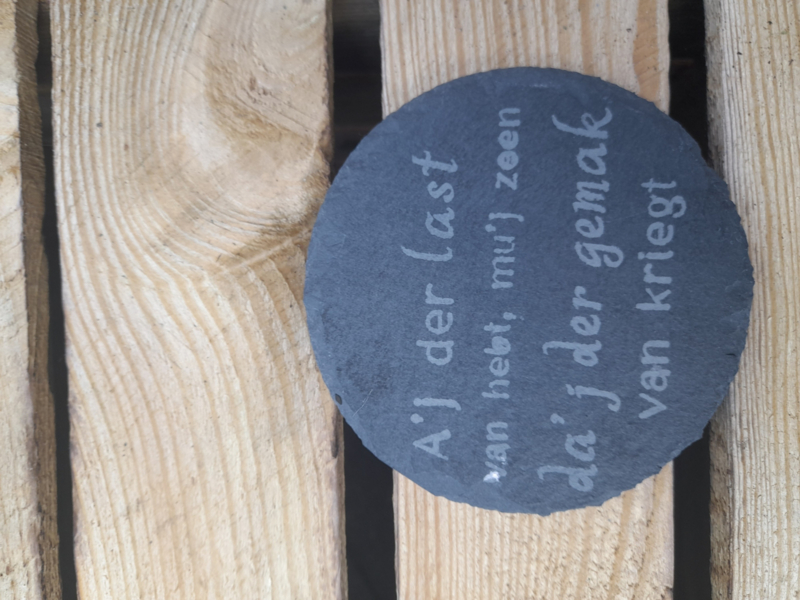 A'j der last
van hebt, mu'j zeen
da'j der gemak
van kriegt